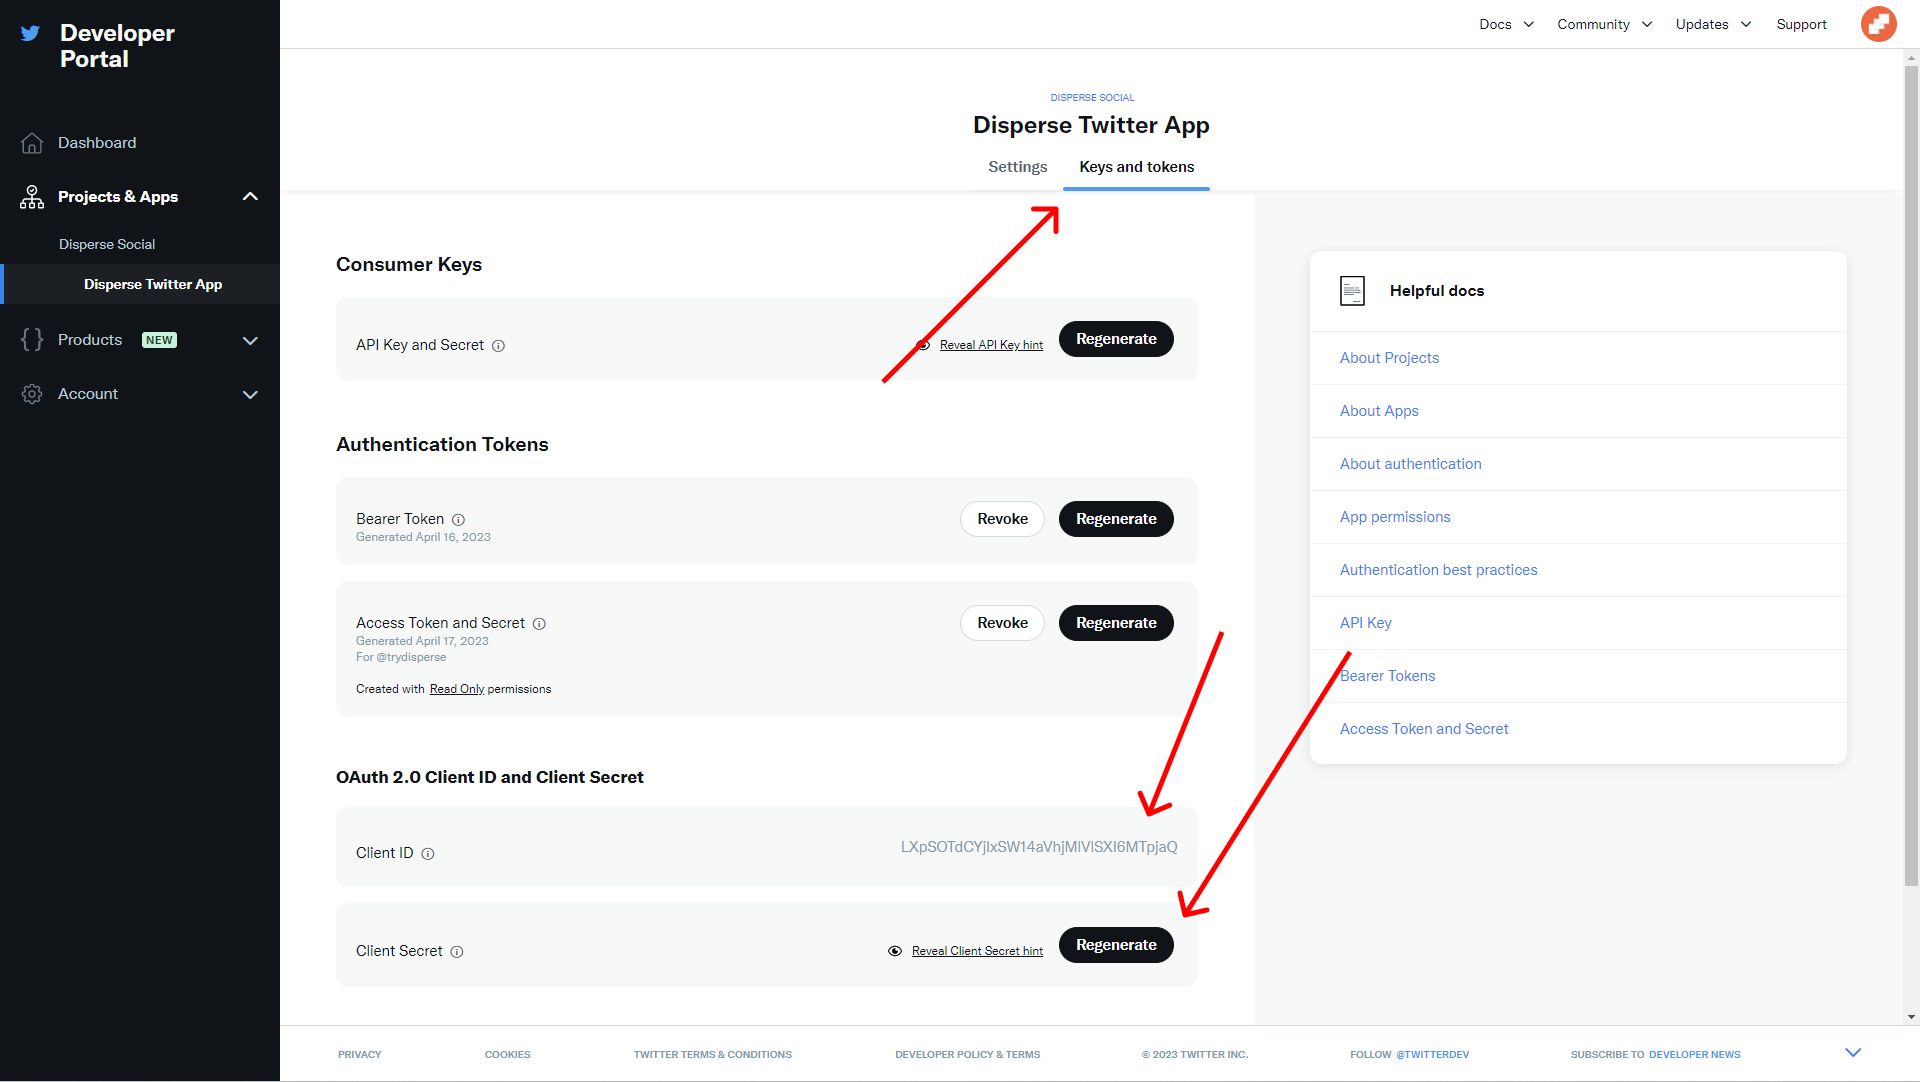 Developer
Portal
Docs
Community
Updates
Support
Dashboard
Projects & Apps
Disperse Social
Disperse Twitter App
Products NEW
Account
DISPERSE SOCIAL
Disperse Twitter App
Settings
Keys and tokens
Consumer Keys
API Key and Secret
Reveal API Key hint
Regenerate
Authentication Tokens
Bearer Token
Generated April 16, 2023
Revoke
Regenerate
Access Token and Secret
Generated April 17, 2023
For @trydisperse
Created with Read Only permissions
Revoke
Regenerate
OAuth 2.0 Client ID and Client Secret
Client ID
Client Secret
Reveal Client Secret hint
Regenerate
Helpful docs
About Projects
About Apps
About authentication
App permissions
Authentication best practices
API Key
Bearer Tokens
Access Token and Secret
PRIVACY
COOKIES
TWITTER TERMS & CONDITIONS
DEVELOPER POLICY & TERMS
© 2023 TWITTER INC.
FOLLOW @TWITTERDEV
SUBSCRIBE TO DEVELOPER NEWS